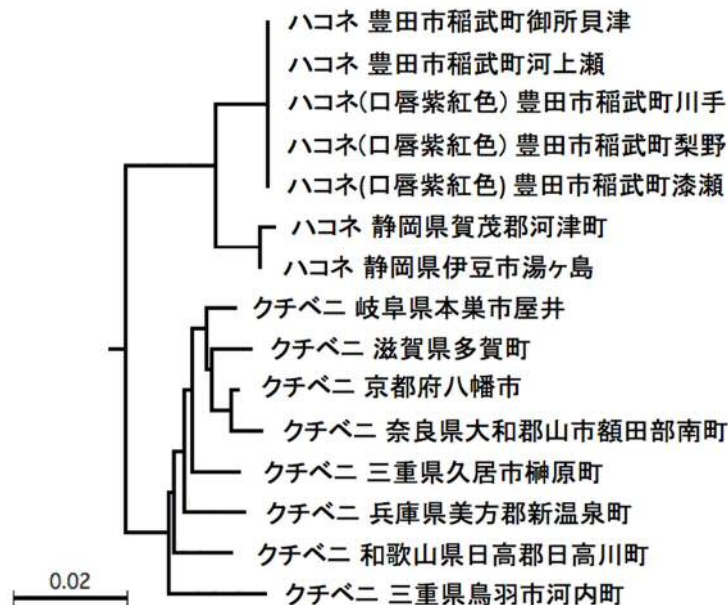 ハコネ 豊田市稲武町御所貝津
ハコネ 豊田市稲武町河上瀬
ハコネ(口唇紫紅色) 豊田市稲武町川手
ハコネ(口唇紫紅色) 豊田市稲武町梨野
ハコネ(口唇紫紅色) 豊田市稲武町漆瀬
ハコネ 静岡県賀茂郡河津町
ハコネ 静岡県伊豆市湯ヶ島
クチベニ 岐阜県本巣市屋井
クチベニ 滋賀県多賀町
クチベニ 京都府八幡市
クチベニ 奈良県大和郡山市額田部南町
クチベニ 三重県久居市榊原町
クチベニ 兵庫県美方郡新温泉町
クチベニ 和歌山県日高郡日高川町
クチベニ 三重県鳥羽市河内町
0.02